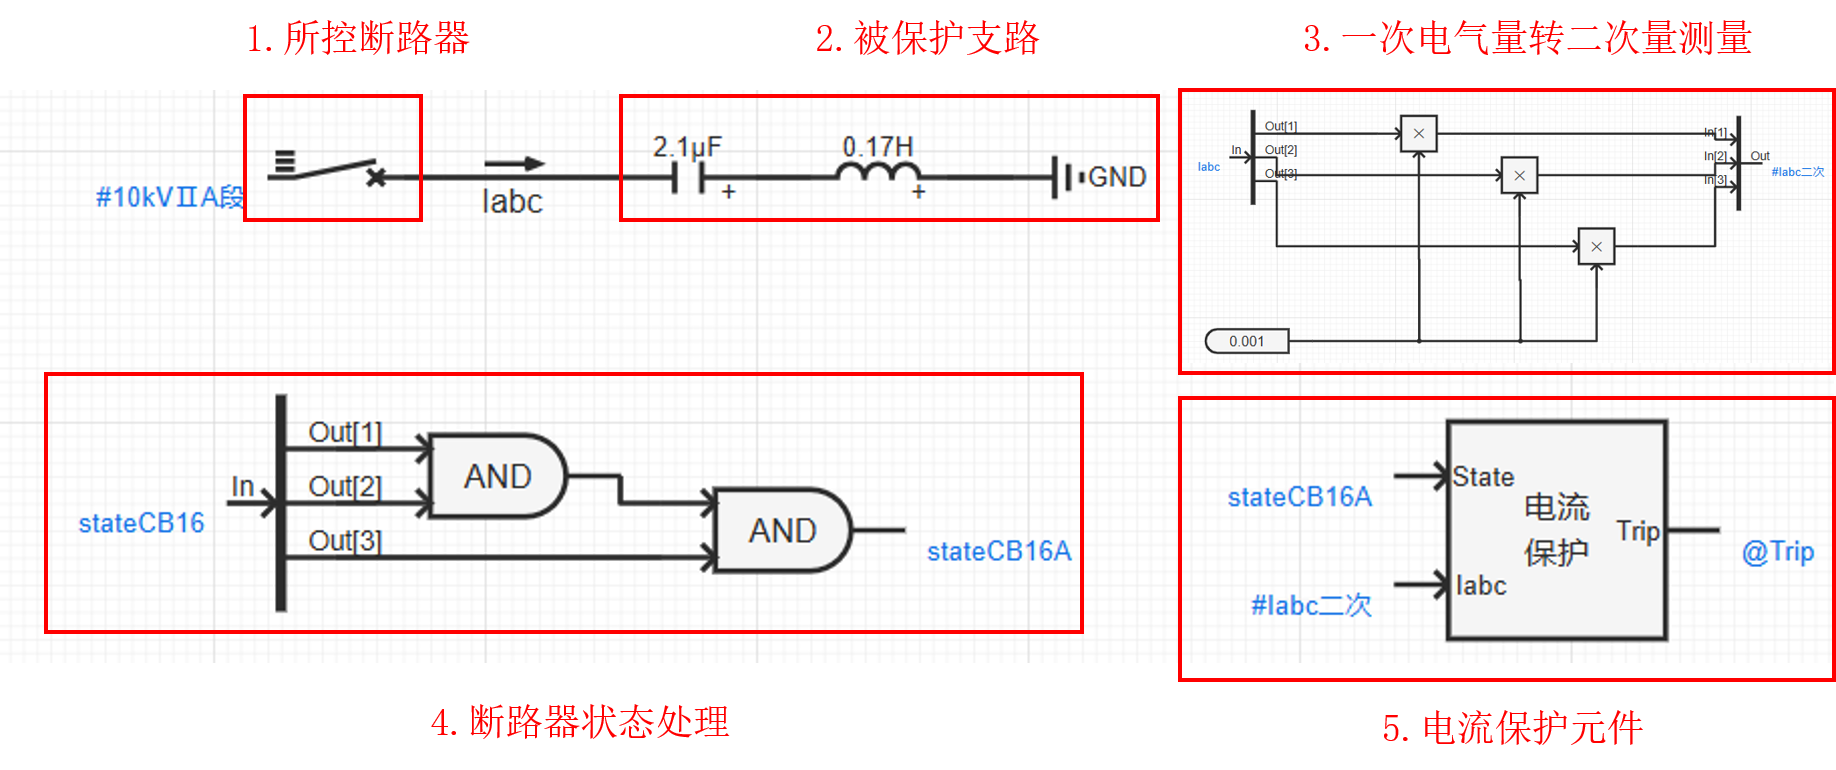 1.所控断路器
2.被保护支路
3.一次电气量转二次量测量
#10kVⅡA段
Iabc
2.1μF
+
0.17H
+
GND
Iabc
In
Out[1]
Out[2]
Out[3]
×
×
×
0.001
In[1]
In[2]
In[3]
Out
#Iabc二次
stateCB16
In
Out[1]
Out[2]
Out[3]
AND
AND
stateCB16A
stateCB16A
#Iabc二次
State
Iabc
电流
保护
Trip
@Trip
4.断路器状态处理
5.电流保护元件